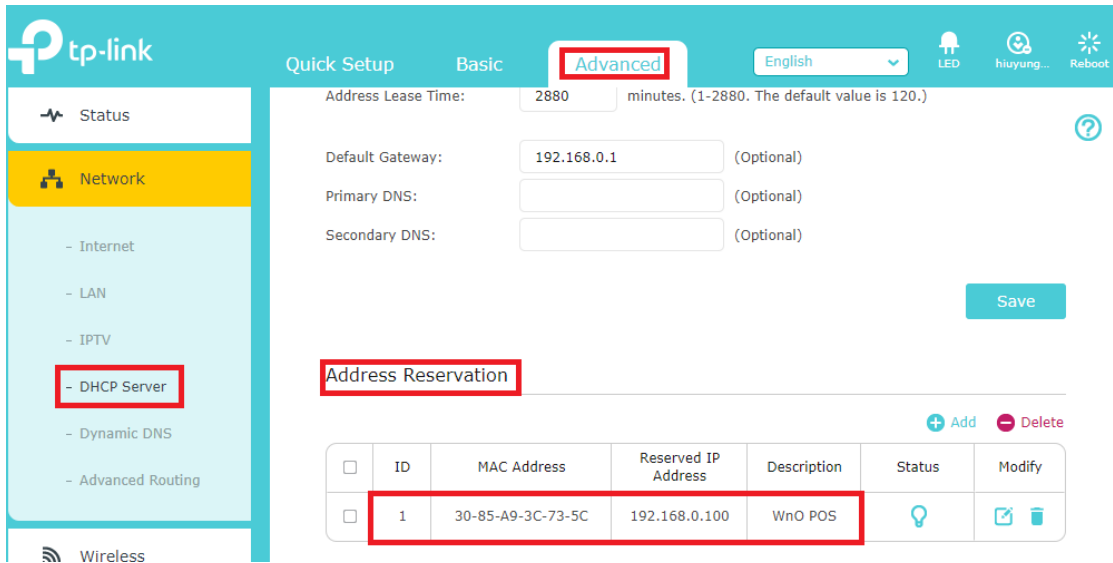 tp-link
Quick Setup Basic Advanced English LED hiuyung... Reboot
Status
Network
- Internet
- LAN
- IPTV
- DHCP Server
- Dynamic DNS
- Advanced Routing
Wireless
Address Lease Time: 2880 minutes. (1-2880. The default value is 120.)
Default Gateway: 192.168.0.1 (Optional)
Primary DNS: (Optional)
Secondary DNS: (Optional)
Save
Address Reservation
Add Delete
ID MAC Address Reserved IP Address Description Status Modify
1 30-85-A9-3C-73-5C 192.168.0.100 WnO POS